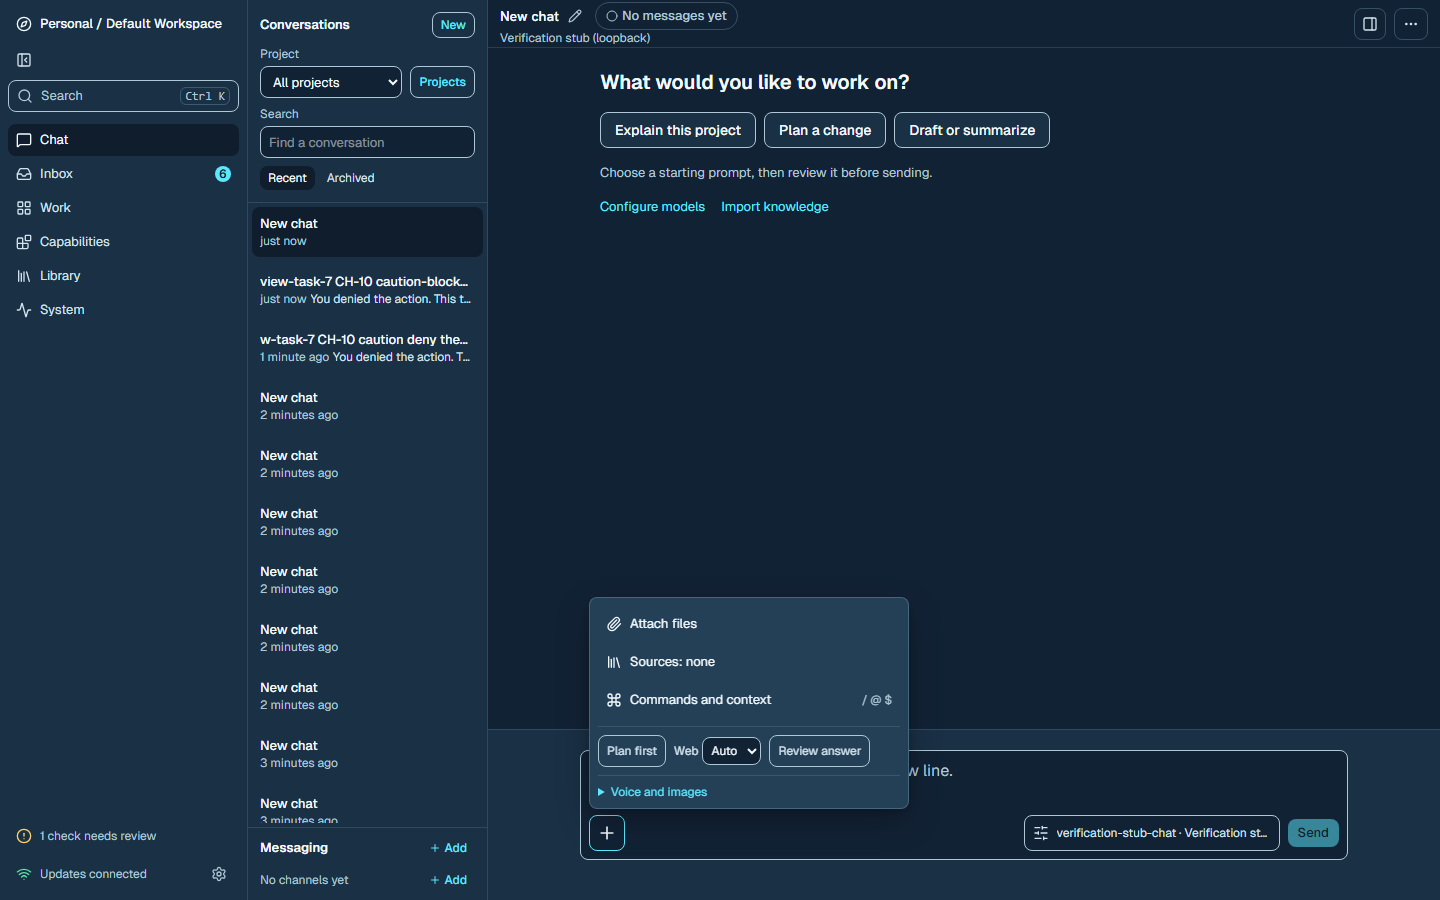 Personal / Default Workspace
Search
Ctrl K
Chat
Inbox
6
Work
Capabilities
Library
System
1 check needs review
Updates connected
Conversations
New
Project
All projects
Projects
Search
Find a conversation
Recent
Archived
New chat
just now
view-task-7 CH-10 caution-block...
just now You denied the action. This t...
w-task-7 CH-10 caution deny the...
1 minute ago You denied the action. T...
New chat
2 minutes ago
New chat
2 minutes ago
New chat
2 minutes ago
New chat
2 minutes ago
New chat
2 minutes ago
New chat
2 minutes ago
New chat
3 minutes ago
New chat
3 minutes ago
Messaging
+ Add
No channels yet
+ Add
New chat
No messages yet
Verification stub (loopback)
What would you like to work on?
Explain this project
Plan a change
Draft or summarize
Choose a starting prompt, then review it before sending.
Configure models
Import knowledge
Attach files
Sources: none
Commands and context
/ @ $
Plan first
Web
Auto
Review answer
Voice and images
line.
verification-stub-chat · Verification st...
Send